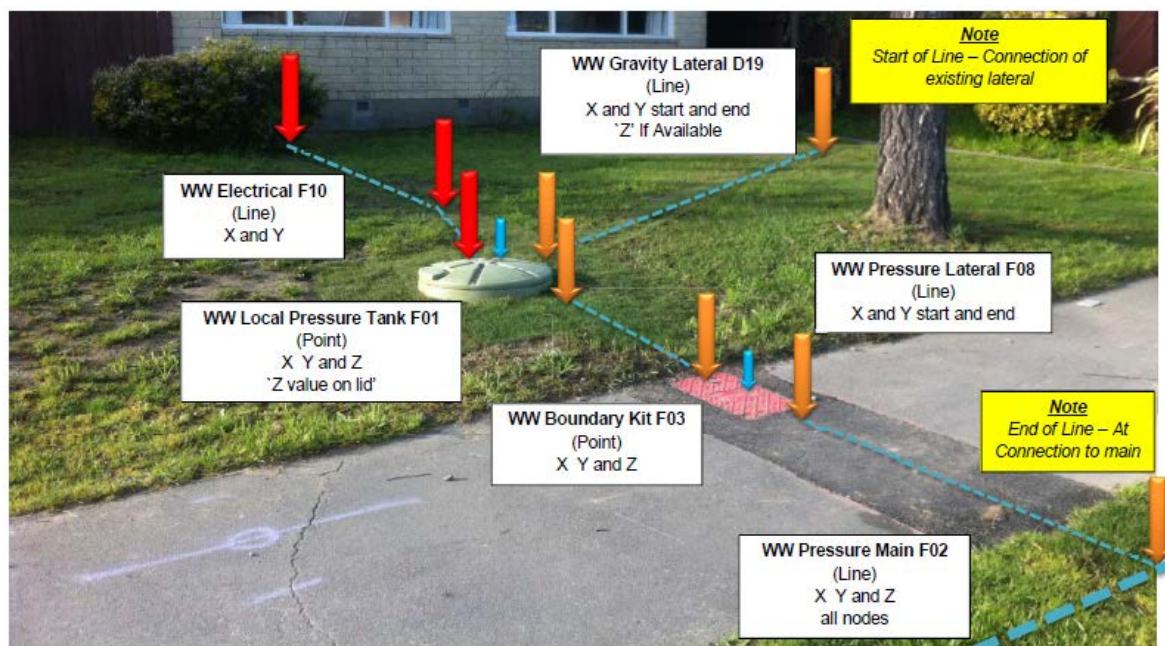 WW Gravity Lateral D19
(Line)
X and Y start and end
`Z' If Available
Note
Start of Line – Connection of
existing lateral
WW Electrical F10
(Line)
X and Y
WW Local Pressure Tank F01
(Point)
X Y and Z
`Z value on lid'
WW Pressure Lateral F08
(Line)
X and Y start and end
WW Boundary Kit F03
(Point)
X Y and Z
Note
End of Line – At
Connection to main
WW Pressure Main F02
(Line)
X Y and Z
all nodes